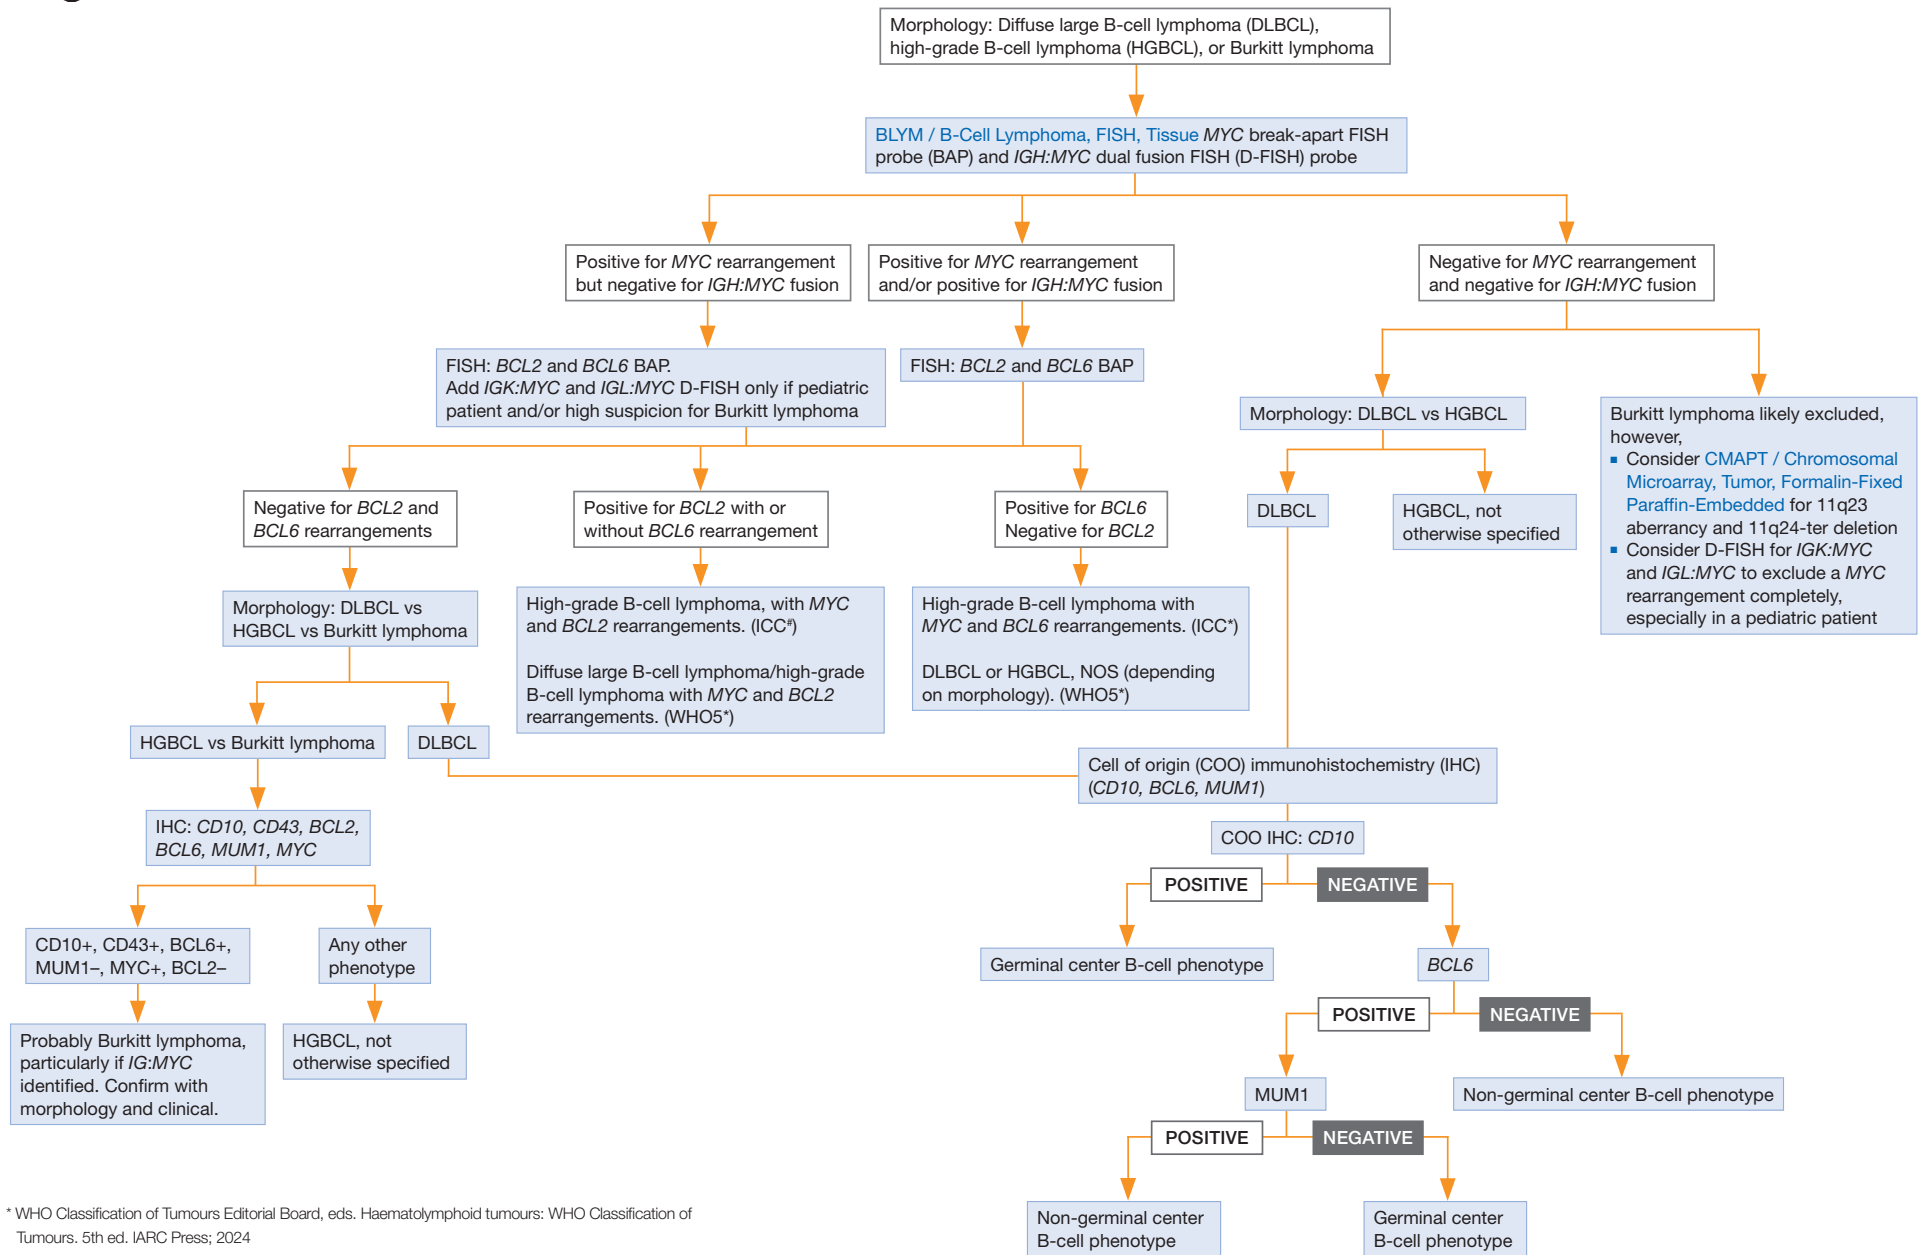 Morphology: Diffuse large B-cell lymphoma (DLBCL),
high-grade B-cell lymphoma (HGBCL), or Burkitt lymphoma
BLYM / B-Cell Lymphoma, FISH, Tissue MYC break-apart FISH
probe (BAP) and IGH:MYC dual fusion FISH (D-FISH) probe
Positive for MYC rearrangement
but negative for IGH:MYC fusion
Positive for MYC rearrangement
and/or positive for IGH:MYC fusion
Negative for MYC rearrangement
and negative for IGH:MYC fusion
FISH: BCL2 and BCL6 BAP.
Add IGK:MYC and IGL:MYC D-FISH only if pediatric
patient and/or high suspicion for Burkitt lymphoma
FISH: BCL2 and BCL6 BAP
Morphology: DLBCL vs HGBCL
Burkitt lymphoma likely excluded,
however,
▪ Consider CMAPT / Chromosomal
Microarray, Tumor, Formalin-Fixed
Paraffin-Embedded for 11q23
aberrancy and 11q24-ter deletion
▪ Consider D-FISH for IGK:MYC
and IGL:MYC to exclude a MYC
rearrangement completely,
especially in a pediatric patient
Negative for BCL2 and
BCL6 rearrangements
Positive for BCL2 with or
without BCL6 rearrangement
Positive for BCL6
Negative for BCL2
DLBCL
HGBCL, not
otherwise specified
Morphology: DLBCL vs
HGBCL vs Burkitt lymphoma
High-grade B-cell lymphoma, with MYC
and BCL2 rearrangements. (ICC#)
Diffuse large B-cell lymphoma/high-grade
B-cell lymphoma with MYC and BCL2
rearrangements. (WHO5*)
High-grade B-cell lymphoma with
MYC and BCL6 rearrangements. (ICC*)
DLBCL or HGBCL, NOS (depending
on morphology). (WHO5*)
HGBCL vs Burkitt lymphoma
DLBCL
Cell of origin (COO) immunohistochemistry (IHC)
(CD10, BCL6, MUM1)
IHC: CD10, CD43, BCL2,
BCL6, MUM1, MYC
COO IHC: CD10
POSITIVE
NEGATIVE
CD10+, CD43+, BCL6+,
MUM1–, MYC+, BCL2–
Any other
phenotype
Germinal center B-cell phenotype
BCL6
POSITIVE
NEGATIVE
Probably Burkitt lymphoma,
particularly if IG:MYC
identified. Confirm with
morphology and clinical.
HGBCL, not
otherwise specified
MUM1
Non-germinal center B-cell phenotype
POSITIVE
NEGATIVE
Non-germinal center
B-cell phenotype
Germinal center
B-cell phenotype
* WHO Classification of Tumours Editorial Board, eds. Haematolymphoid tumours: WHO Classification of
Tumours. 5th ed. IARC Press; 2024